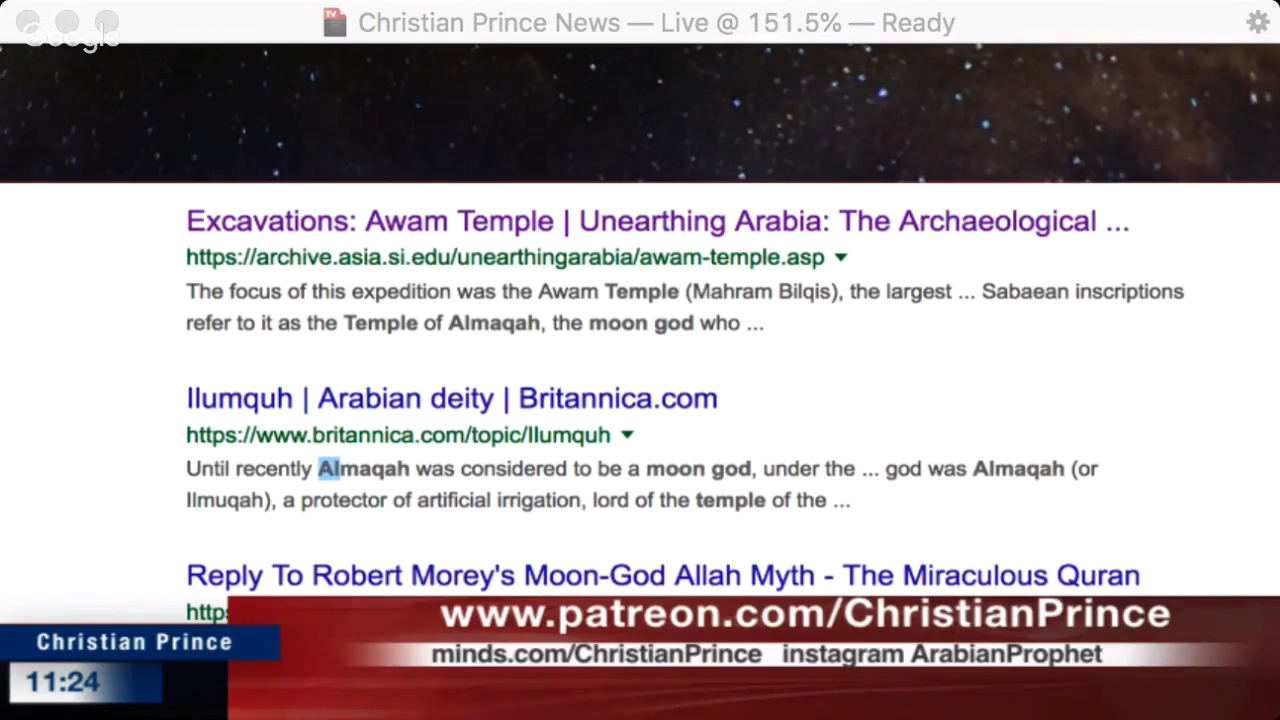 Christian Prince News — Live @ 151.5% — Ready
Google
Excavations: Awam Temple | Unearthing Arabia: The Archaeological ...
https://archive.asia.si.edu/unearthingarabia/awam-temple.asp
The focus of this expedition was the Awam Temple (Mahram Bilqis), the largest ... Sabaean inscriptions
refer to it as the Temple of Almaqah, the moon god who ...
Ilumquh | Arabian deity | Britannica.com
https://www.britannica.com/topic/Ilumquh
Until recently Almaqah was considered to be a moon god, under the ... god was Almaqah (or
Ilmuqah), a protector of artificial irrigation, lord of the temple of the ...
Reply To Robert Morey's Moon-God Allah Myth - The Miraculous Quran
http
www.patreon.com/ChristianPrince
Christian Prince
minds.com/ChristianPrince instagram ArabianProphet
11:24